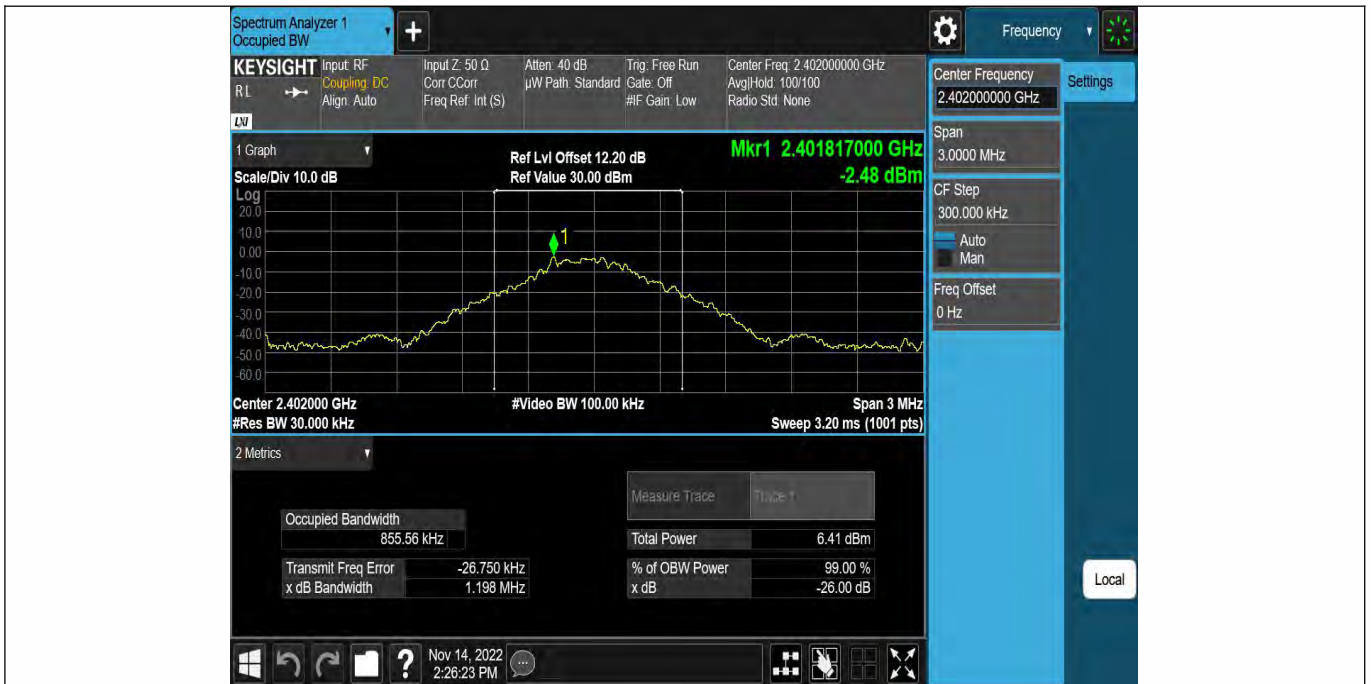 Spectrum Analyzer 1
Occupied BW
+
Frequency
KEYSIGHT
R L
LXI
Input: RF
Coupling: DC
Align: Auto
Input Z: 50 Ω
Corr CCorr
Freq Ref: Int (S)
Atten: 40 dB
µW Path: Standard
Trig: Free Run
Gate: Off
#IF Gain: Low
Center Freq: 2.402000000 GHz
Avg|Hold: 100/100
Radio Std: None
Center Frequency
2.402000000 GHz
Settings
Span
3.0000 MHz
CF Step
300.000 kHz
Auto
Man
Freq Offset
0 Hz
Local
1 Graph
Scale/Div 10.0 dB
Ref Lvl Offset 12.20 dB
Ref Value 30.00 dBm
Mkr1 2.401817000 GHz
-2.48 dBm
Log
20.0
10.0
0.00
-10.0
-20.0
-30.0
-40.0
-50.0
-60.0
1
Center 2.402000 GHz
#Video BW 100.00 kHz
Span 3 MHz
#Res BW 30.000 kHz
Sweep 3.20 ms (1001 pts)
2 Metrics
Measure Trace
Trace 1
Occupied Bandwidth
855.56 kHz
Total Power
6.41 dBm
Transmit Freq Error
-26.750 kHz
% of OBW Power
99.00 %
x dB Bandwidth
1.198 MHz
x dB
-26.00 dB
?
Nov 14, 2022
2:26:23 PM